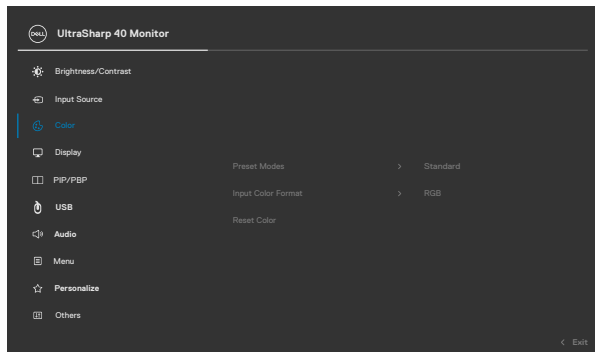 DELL UltraSharp 40 Monitor
Brightness/Contrast
Input Source
Color
Display
Preset Modes > Standard
PIP/PBP
Input Color Format > RGB
USB
Reset Color
Audio
Menu
Personalize
Others
< Exit